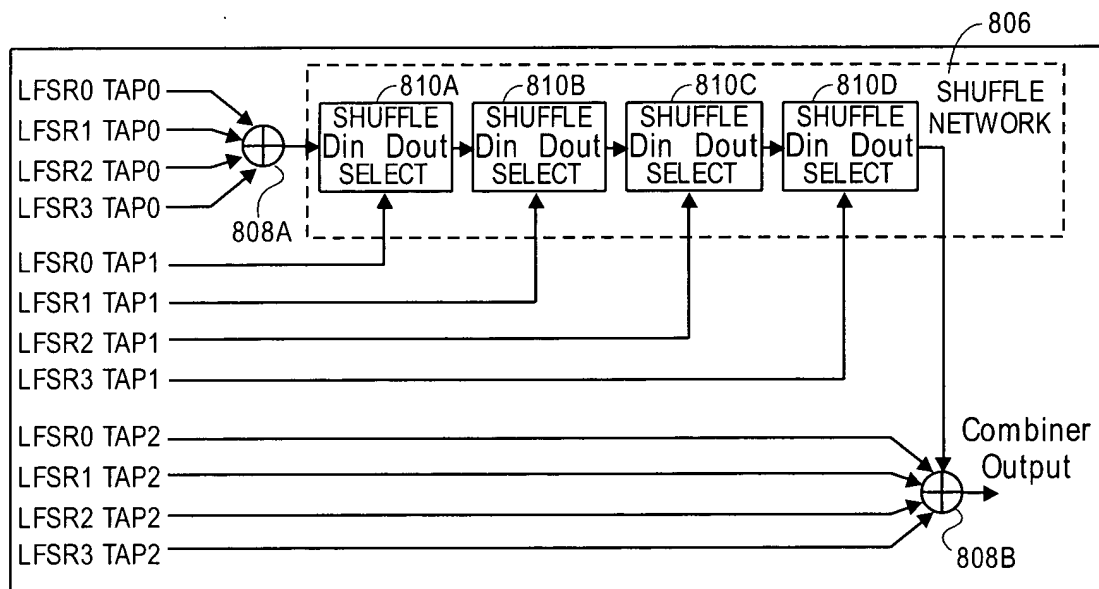 806
810A
810B
810C
810D
SHUFFLE
NETWORK
LFSR0 TAP0
LFSR1 TAP0
LFSR2 TAP0
LFSR3 TAP0
808A
SHUFFLE
Din Dout
SELECT
SHUFFLE
Din Dout
SELECT
SHUFFLE
Din Dout
SELECT
SHUFFLE
Din Dout
SELECT
LFSR0 TAP1
LFSR1 TAP1
LFSR2 TAP1
LFSR3 TAP1
LFSR0 TAP2
LFSR1 TAP2
LFSR2 TAP2
LFSR3 TAP2
Combiner
Output
808B